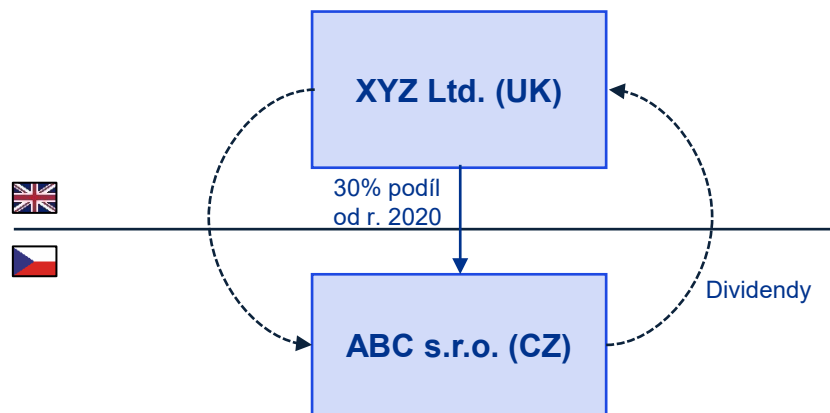 XYZ Ltd. (UK)
30% podíl
od r. 2020
Dividendy
ABC s.r.o. (CZ)